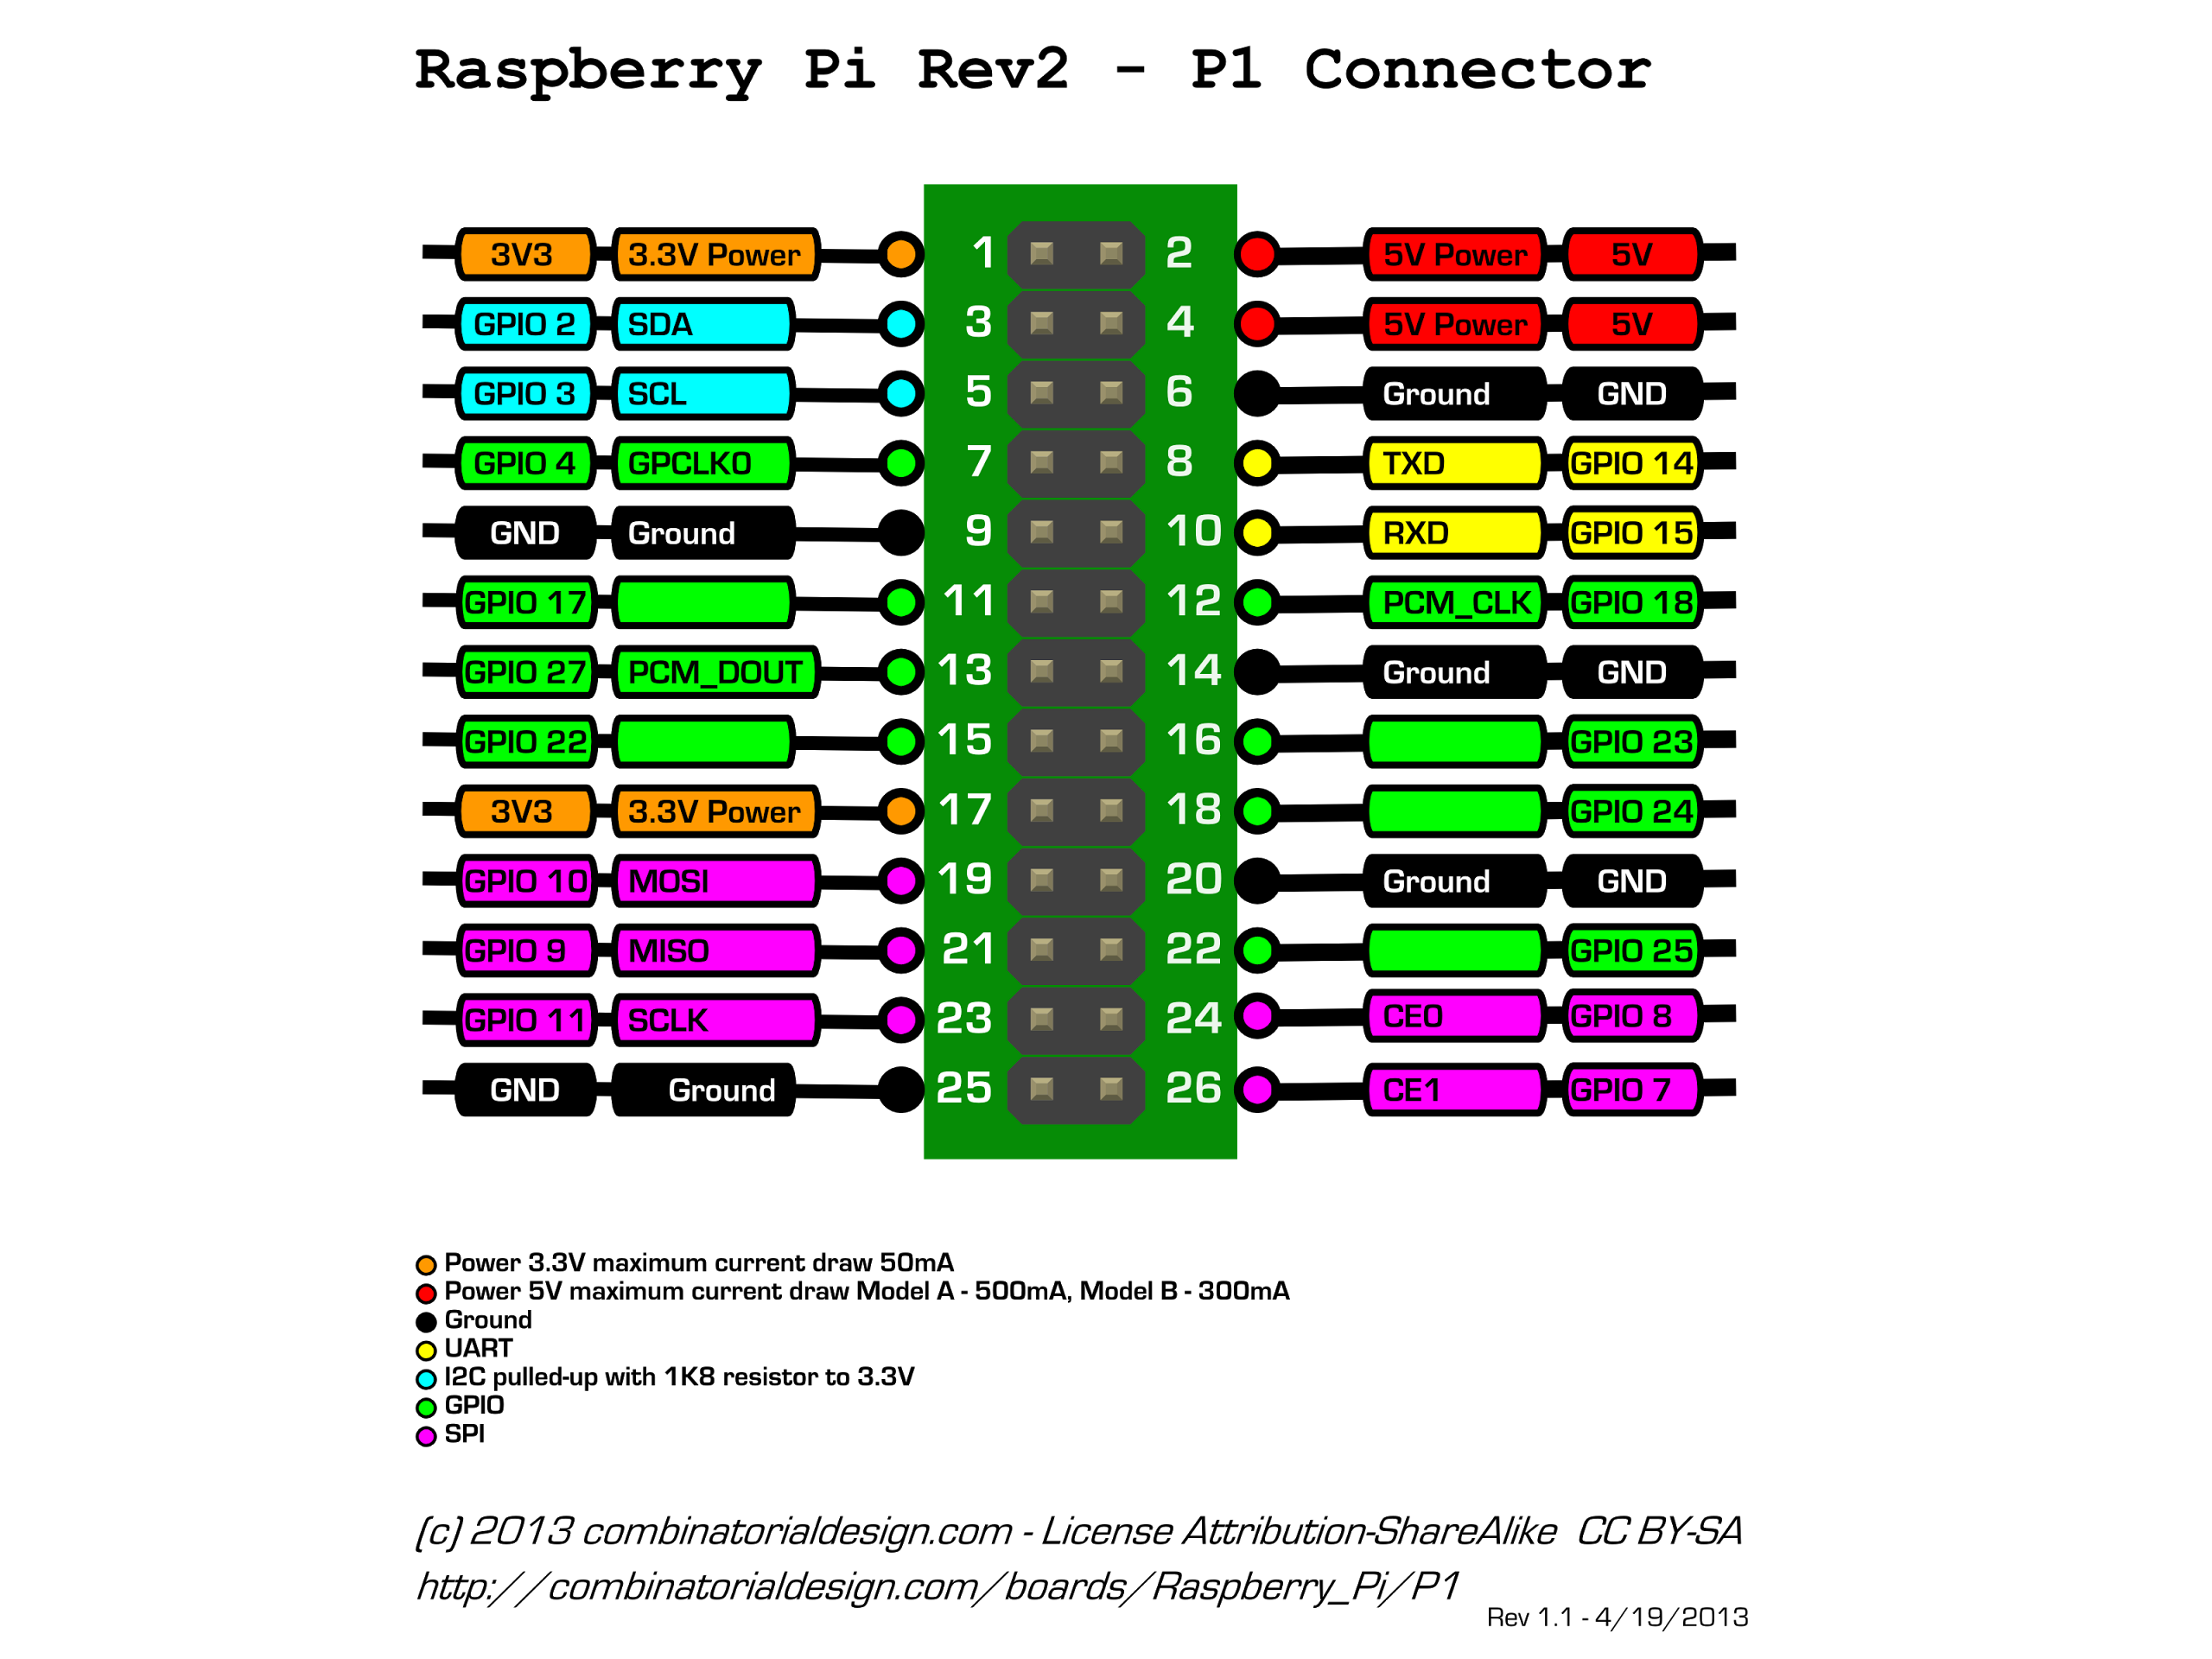 Raspberry Pi Rev2 - P1 Connector
3V3 3.3V Power 1 2 5V Power 5V
GPIO 2 SDA 3 4 5V Power 5V
GPIO 3 SCL 5 6 Ground GND
GPIO 4 GPCLK0 7 8 TXD GPIO 14
GND Ground 9 10 RXD GPIO 15
GPIO 17 11 12 PCM_CLK GPIO 18
GPIO 27 PCM_DOUT 13 14 Ground GND
GPIO 22 15 16 GPIO 23
3V3 3.3V Power 17 18 GPIO 24
GPIO 10 MOSI 19 20 Ground GND
GPIO 9 MISO 21 22 GPIO 25
GPIO 11 SCLK 23 24 CE0 GPIO 8
GND Ground 25 26 CE1 GPIO 7
Power 3.3V maximum current draw 50mA
Power 5V maximum current draw Model A - 500mA, Model B - 300mA
Ground
UART
I2C pulled-up with 1K8 resistor to 3.3V
GPIO
SPI
(c) 2013 combinatorialdesign.com - License Attribution-ShareAlike CC BY-SA
http://combinatorialdesign.com/boards/Raspberry_Pi/P1
Rev 1.1 - 4/19/2013